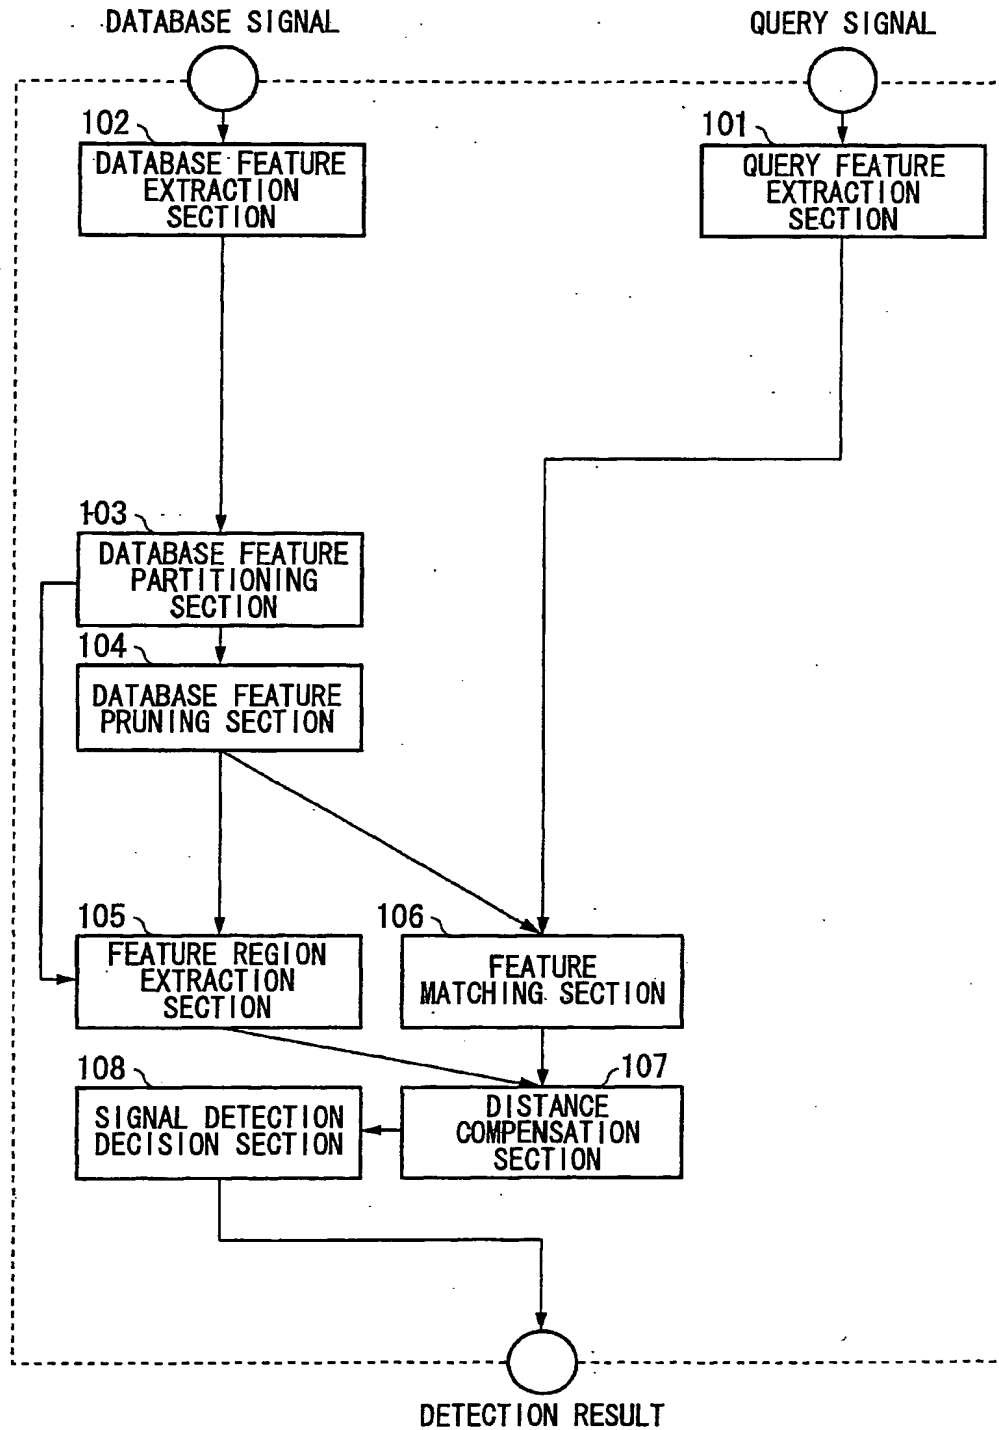 DATABASE SIGNAL
QUERY SIGNAL
102
DATABASE FEATURE
EXTRACTION
SECTION
101
QUERY FEATURE
EXTRACTION
SECTION
103
DATABASE FEATURE
PARTITIONING
SECTION
104
DATABASE FEATURE
PRUNING SECTION
105
FEATURE REGION
EXTRACTION
SECTION
106
FEATURE
MATCHING SECTION
108
SIGNAL DETECTION
DECISION SECTION
107
DISTANCE
COMPENSATION
SECTION
DETECTION RESULT